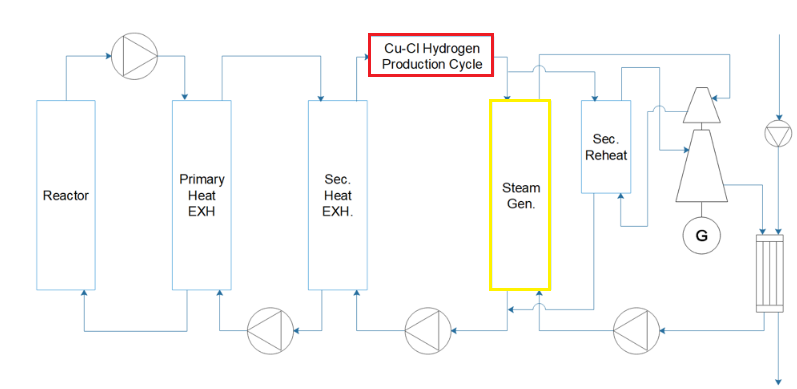 Cu-Cl Hydrogen
Production Cycle
Reactor
Primary
Heat
EXH
Sec.
Heat
EXH.
Steam
Gen.
Sec.
Reheat
G